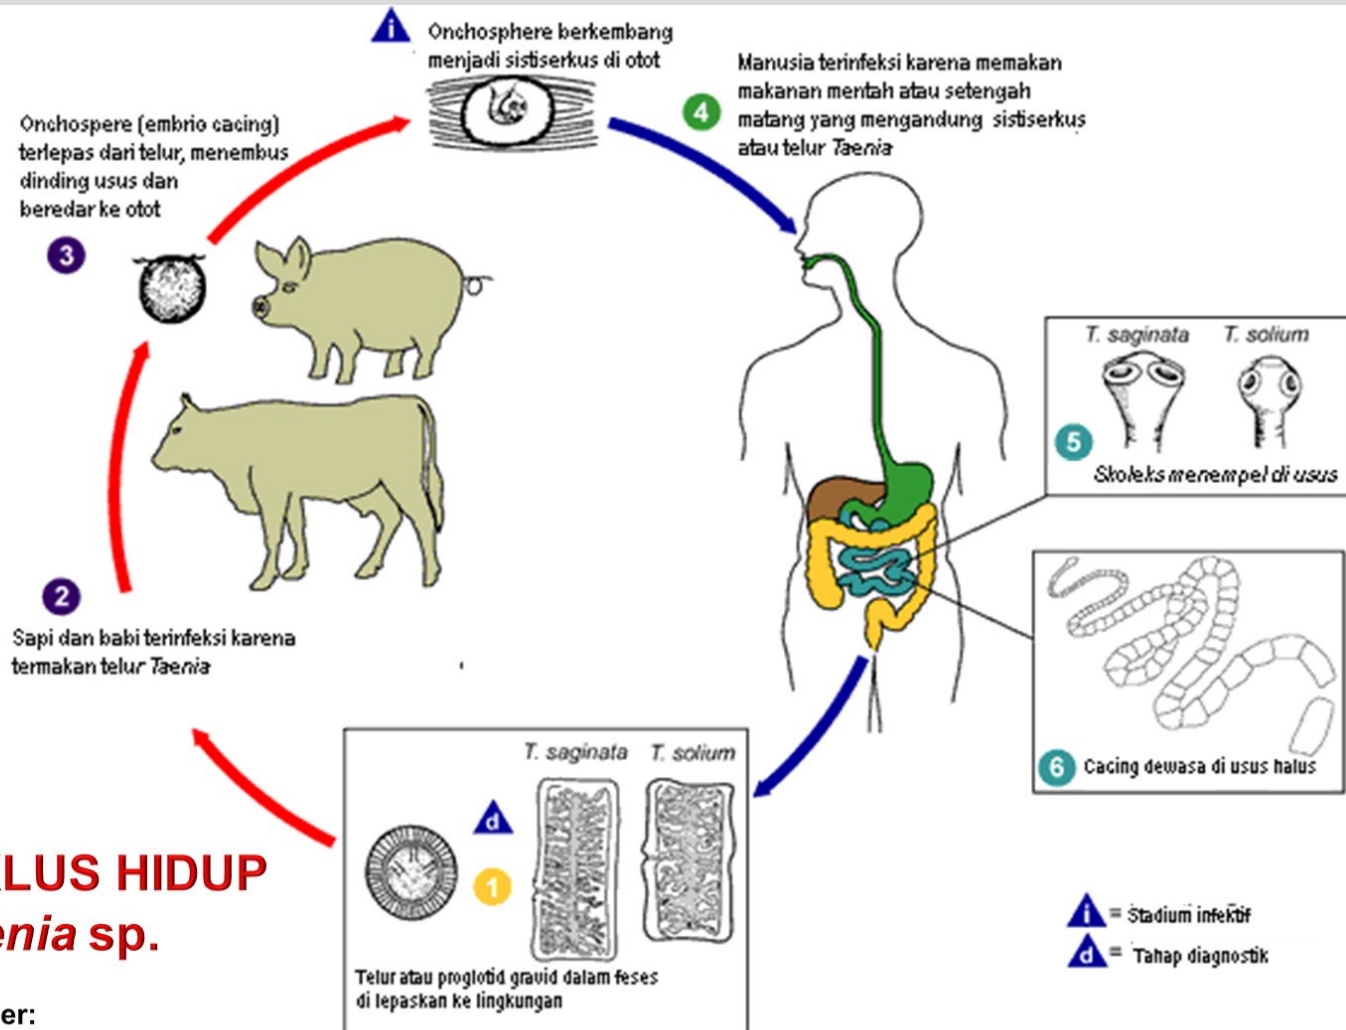 i
Onchosphere berkembang
menjadi sistiserkus di otot
4
Manusia terinfeksi karena memakan
makanan mentah atau setengah
matang yang mengandung sistiserkus
atau telur Taenia
Onchospere (embrio cacing)
terlepas dari telur, menembus
dinding usus dan
beredar ke otot
3
T. saginata T. solium
5
Skoleks menempel di usus
2
Sapi dan babi terinfeksi karena
termakan telur Taenia
6 Cacing dewasa di usus halus
T. saginata T. solium
d
1
Telur atau proglotid gravid dalam feses
di lepaskan ke lingkungan
KLUS HIDUP
enia sp.
er:
i = Stadium infektif
d = Tahap diagnostik